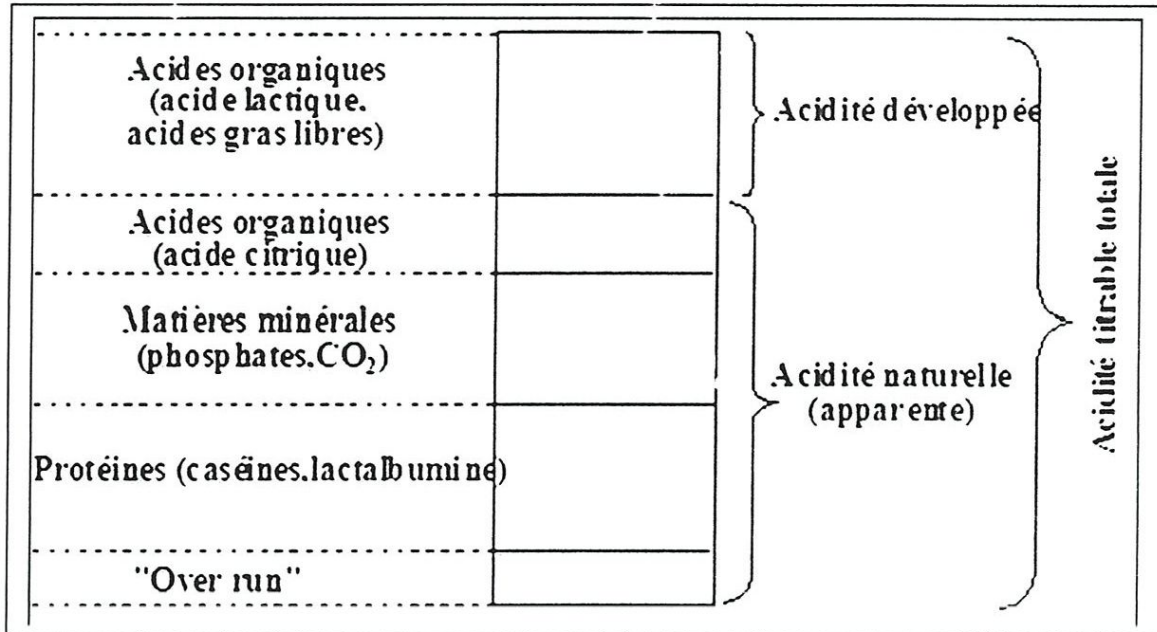 Acides organiques
(acide lactique.
acides gras libres)
Acidité développée
Acides organiques
(acide citrique)
Matières minérales
(phosphates.CO₂)
Acidité naturelle
(apparente)
Protéines (caséines.lactalbumine)
"Over run"
Acidité titrable totale